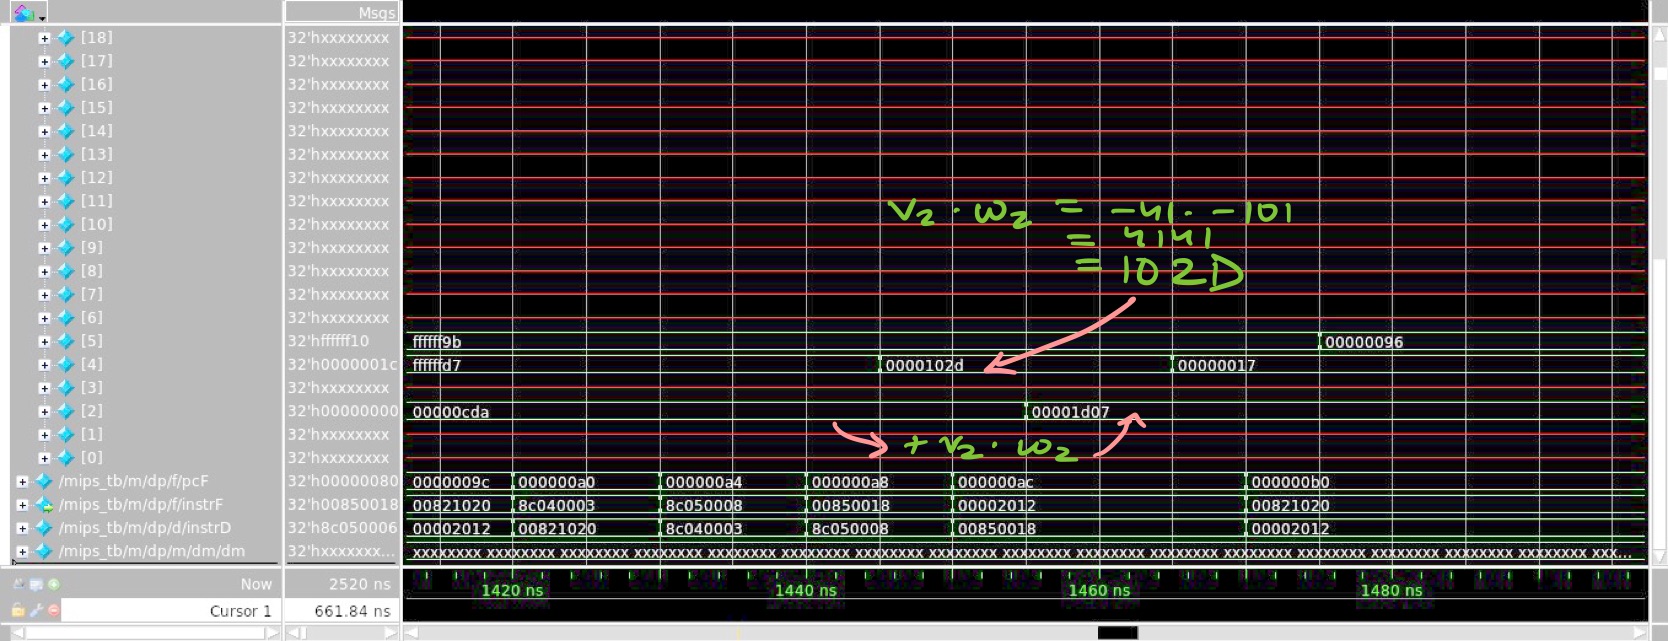 Msgs
[18] 32'hxxxxxxxx
[17] 32'hxxxxxxxx
[16] 32'hxxxxxxxx
[15] 32'hxxxxxxxx
[14] 32'hxxxxxxxx
[13] 32'hxxxxxxxx
[12] 32'hxxxxxxxx
[11] 32'hxxxxxxxx
[10] 32'hxxxxxxxx
[9] 32'hxxxxxxxx
[8] 32'hxxxxxxxx
[7] 32'hxxxxxxxx
[6] 32'hxxxxxxxx
v₂ · w₂ = -41 · -101
= 4141
= 102D
[5] 32'hffffff10 ffffff9b 00000096
[4] 32'h0000001c ffffffd7 0000102d 00000017
[3] 32'hxxxxxxxx
[2] 32'h00000000 00000cda 00001d07
[1] 32'hxxxxxxxx
+ v₂ · w₂
[0] 32'hxxxxxxxx
/mips_tb/m/dp/f/pcF 32'h00000080 0000009c 000000a0 000000a4 000000a8 000000ac 000000b0
/mips_tb/m/dp/f/instrF 32'h00850018 00821020 8c040003 8c050008 00850018 00002012 00821020
/mips_tb/m/dp/d/instrD 32'h8c050006 00002012 00821020 8c040003 8c050008 00850018 00002012
/mips_tb/m/dp/m/dm/dm 32'hxxxxxxx... xxxxxxxx xxxxxxxx xxxxxxxx xxxxxxxx xxxxxxxx xxxxxxxx xxxxxxxx xxxxxxxx xxxxxxxx xxxxxxxx xxxxxxxx xxxxxxxx xxxxxxxx xxxxxxxx xxxxxxxx xxxxxxxx xxx...
Now 2520 ns 1420 ns 1440 ns 1460 ns 1480 ns
Cursor 1 661.84 ns